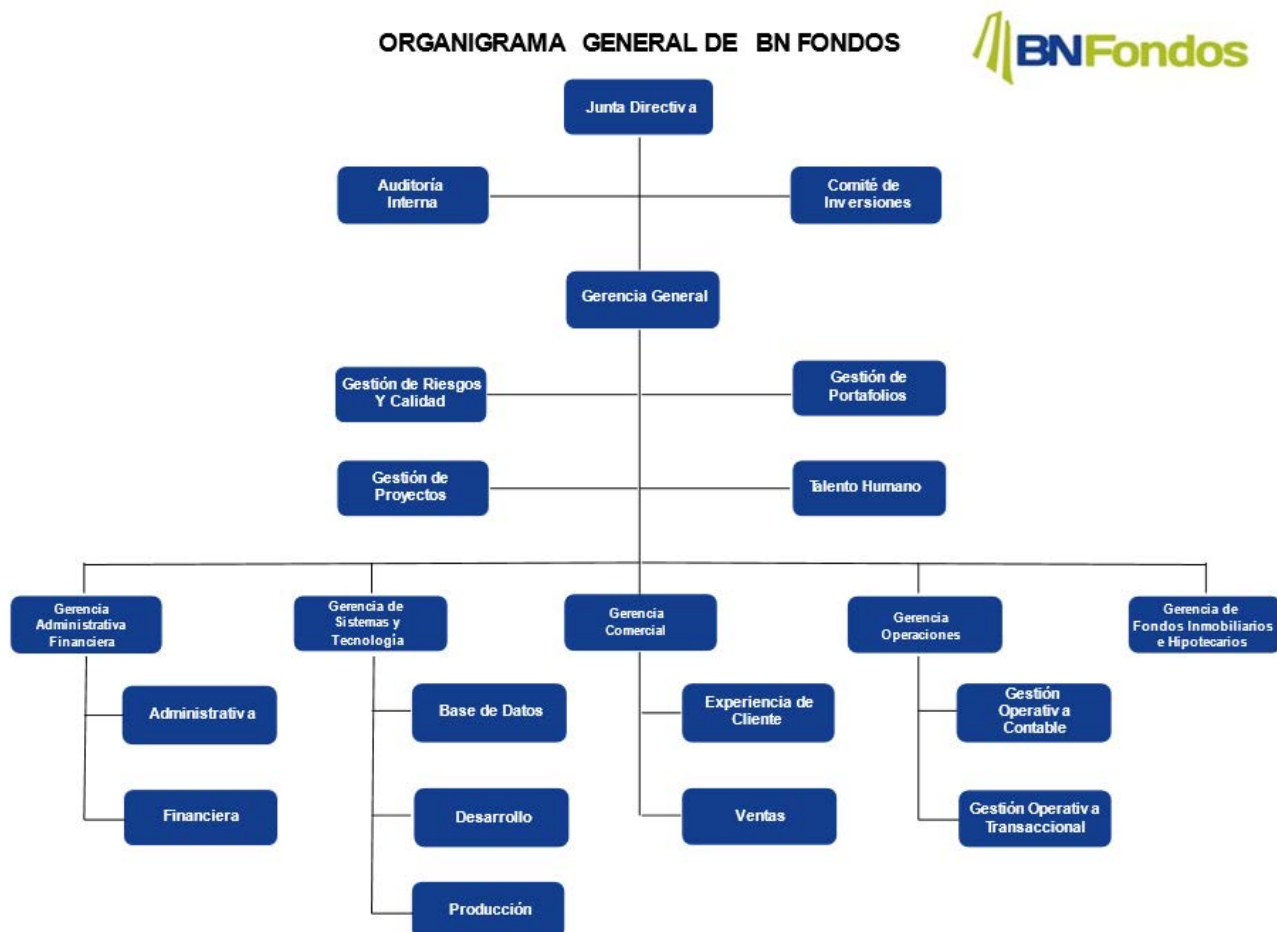 ORGANIGRAMA GENERAL DE BN FONDOS
BNFondos
Junta Directiva
Auditoría
Interna
Comité de
Inversiones
Gerencia General
Gestión de Riesgos
Y Calidad
Gestión de
Portafolios
Gestión de
Proyectos
Talento Humano
Gerencia
Administrativa
Financiera
Gerencia de
Sistemas y
Tecnología
Gerencia
Comercial
Gerencia
Operaciones
Gerencia de
Fondos Inmobiliarios
e Hipotecarios
Administrativa
Base de Datos
Experiencia de
Cliente
Gestión
Operativa
Contable
Financiera
Desarrollo
Ventas
Gestión Operativa
Transaccional
Producción